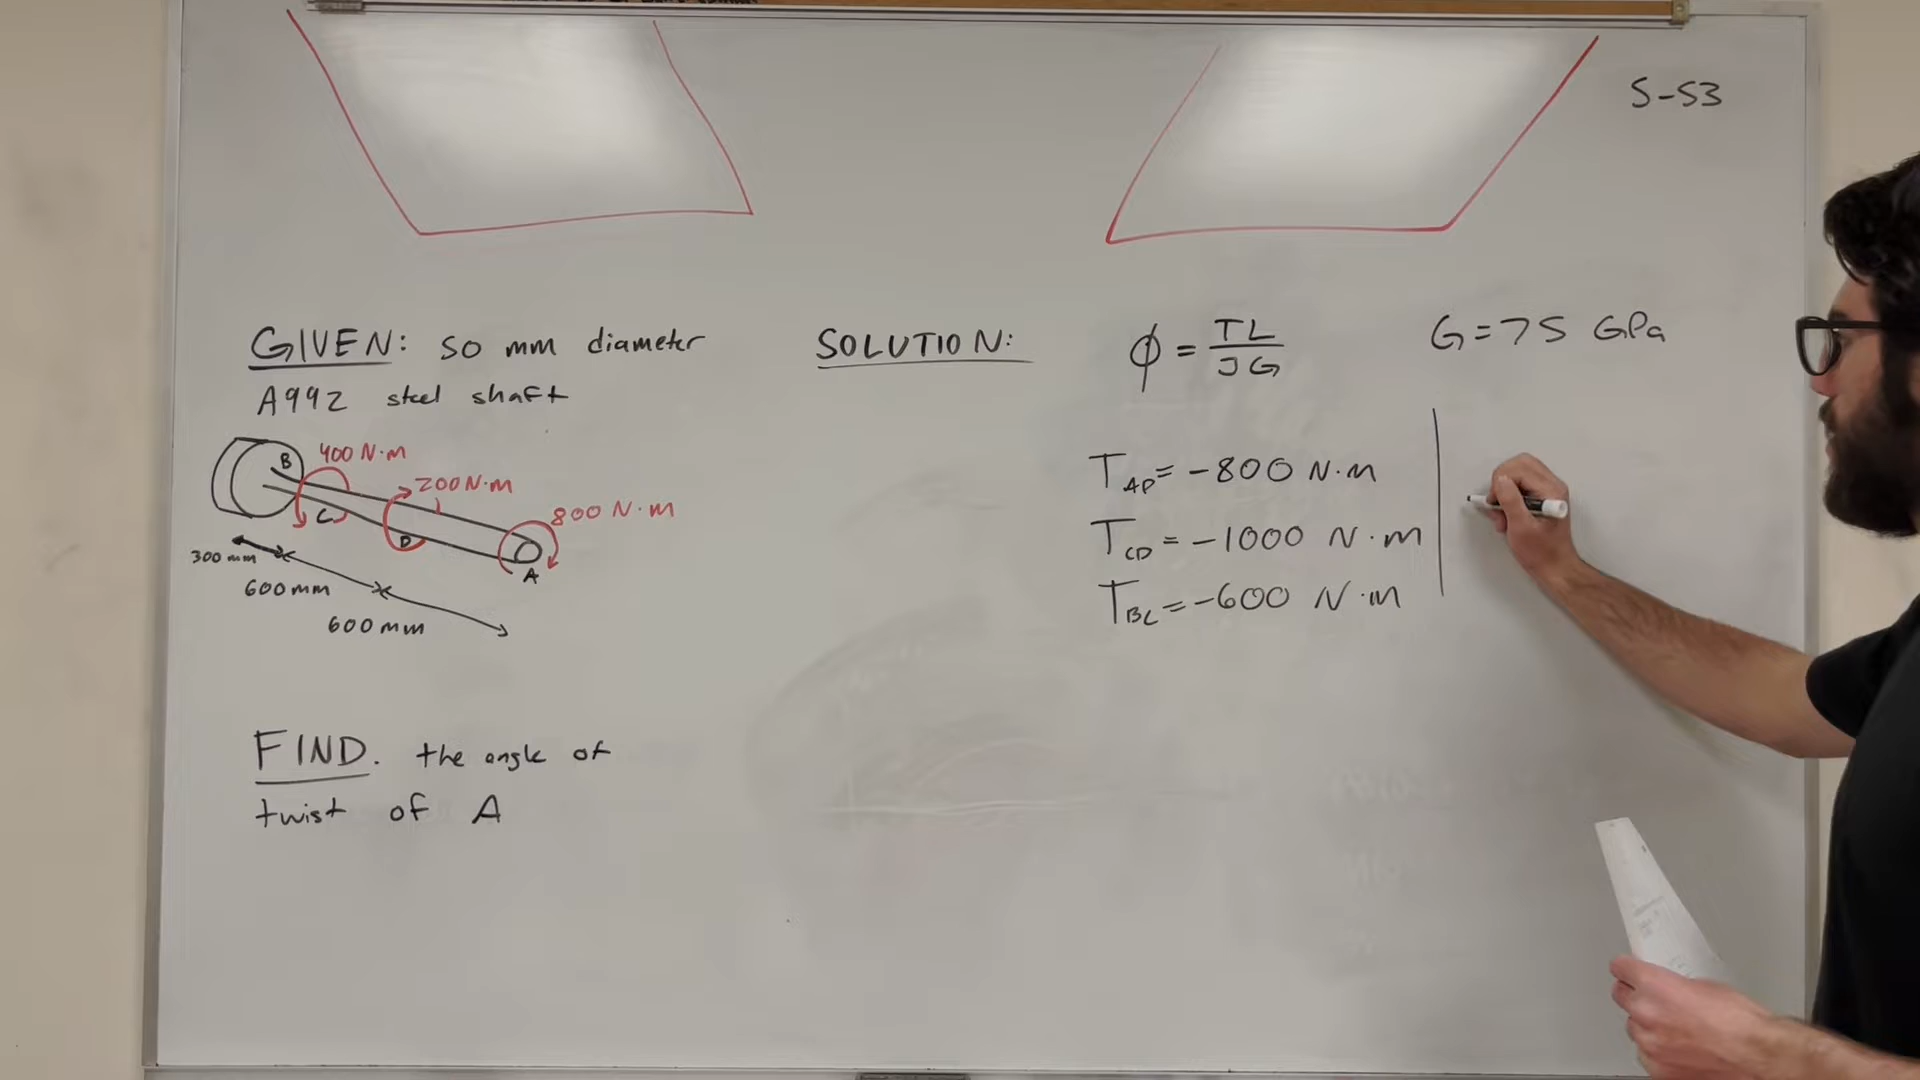 5-53
GIVEN: 50 mm diameter
A992 steel shaft
B
400 N·m
200 N·m
800 N·m
C
D
A
300 mm
600 mm
600 mm
FIND. the angle of
twist of A
SOLUTION:
ϕ = TL / JG
G = 75 GPa
T_AD = -800 N·m
T_CD = -1000 N·m
T_BC = -600 N·m